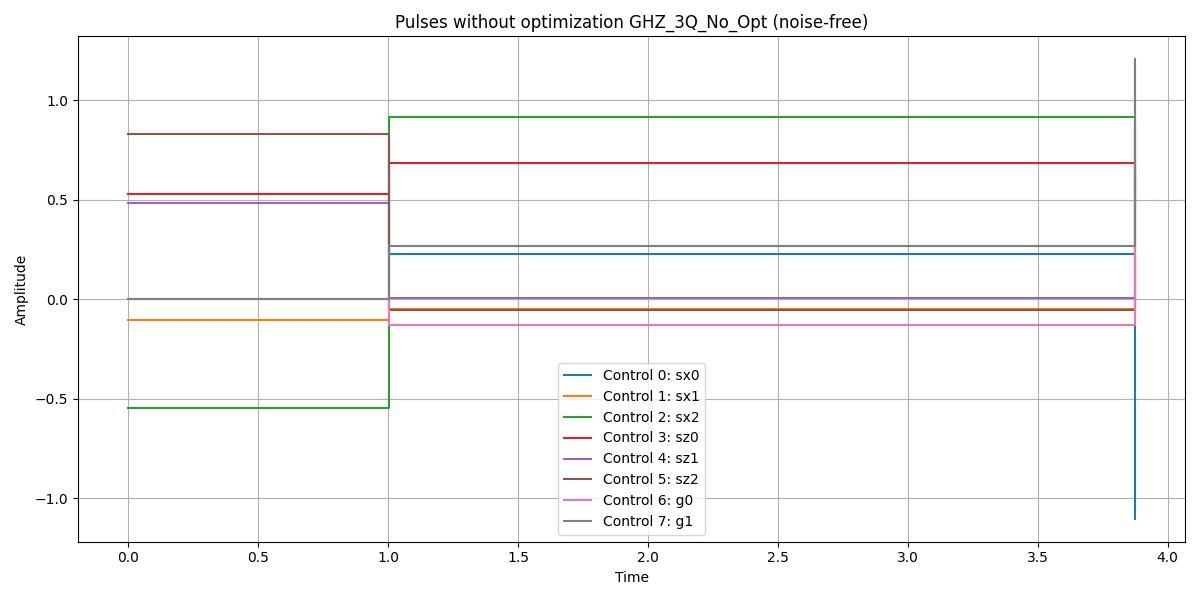 Pulses without optimization GHZ_3Q_No_Opt (noise-free)
Amplitude
1.0
0.5
0.0
−0.5
−1.0
Control 0: sx0
Control 1: sx1
Control 2: sx2
Control 3: sz0
Control 4: sz1
Control 5: sz2
Control 6: g0
Control 7: g1
0.0 0.5 1.0 1.5 2.0 2.5 3.0 3.5 4.0
Time